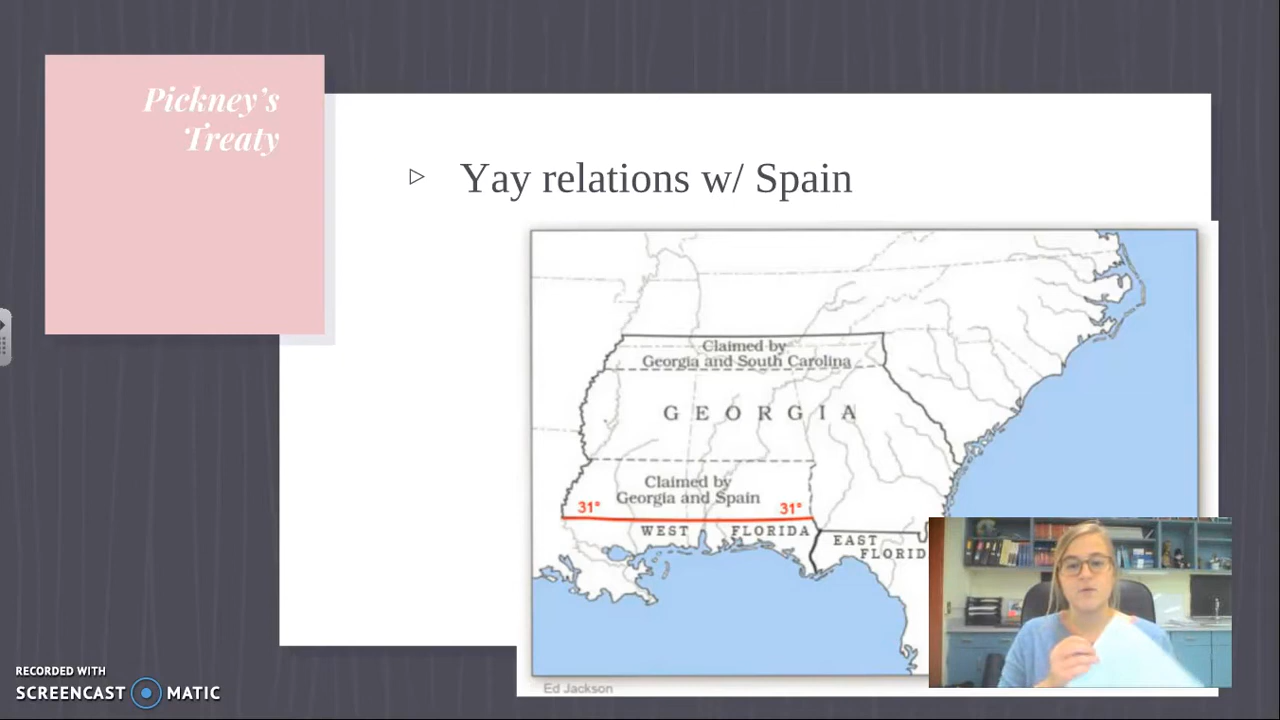 Pickney's
Treaty
Yay relations w/ Spain
Claimed by
Georgia and South Carolina
GEORGIA
Claimed by
Georgia and Spain
31°
31°
WEST FLORIDA
EAST
FLORID
Ed Jackson
RECORDED WITH
SCREENCAST MATIC